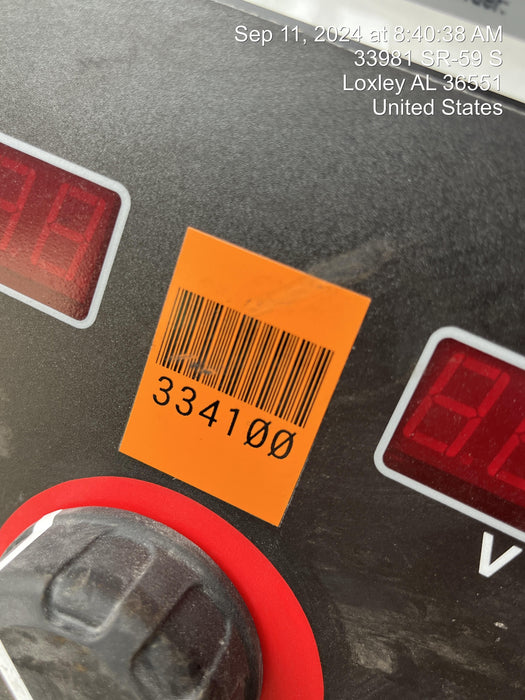 Sep 11, 2024 at 8:40:38 AM
33981 SR-59 S
Loxley AL 36551
United States
334100
V